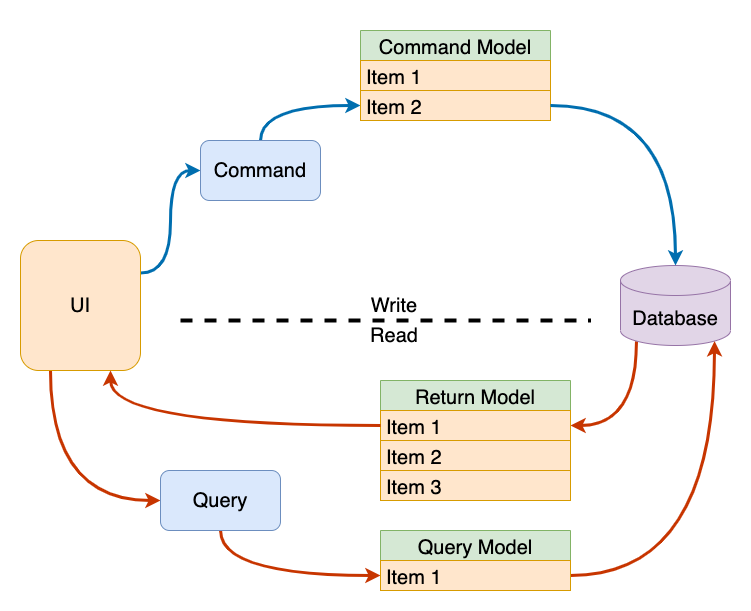 Command Model
Item 1
Item 2
Command
UI
Write
Read
Database
Return Model
Item 1
Item 2
Item 3
Query
Query Model
Item 1